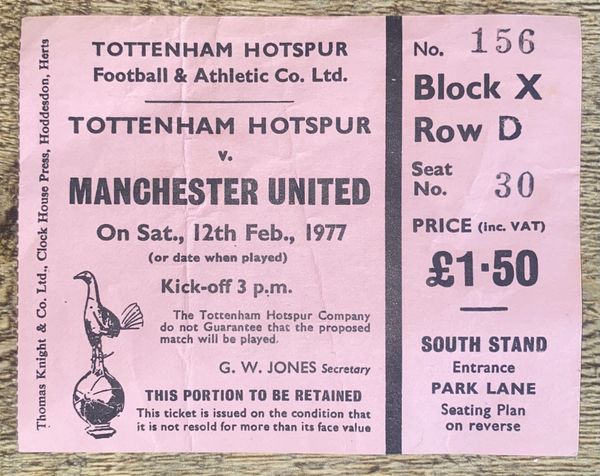 TOTTENHAM HOTSPUR
Football & Athletic Co. Ltd.
TOTTENHAM HOTSPUR
v.
MANCHESTER UNITED
On Sat., 12th Feb., 1977
(or date when played)
Kick-off 3 p.m.
The Tottenham Hotspur Company
do not Guarantee that the proposed
match will be played.
G. W. JONES Secretary
THIS PORTION TO BE RETAINED
This ticket is issued on the condition that
it is not resold for more than its face value
Thomas Knight & Co. Ltd., Clock House Press, Hoddesdon, Herts
No. 156
Block X
Row D
Seat
No. 30
PRICE (inc. VAT)
£1·50
SOUTH STAND
Entrance
PARK LANE
Seating Plan
on reverse